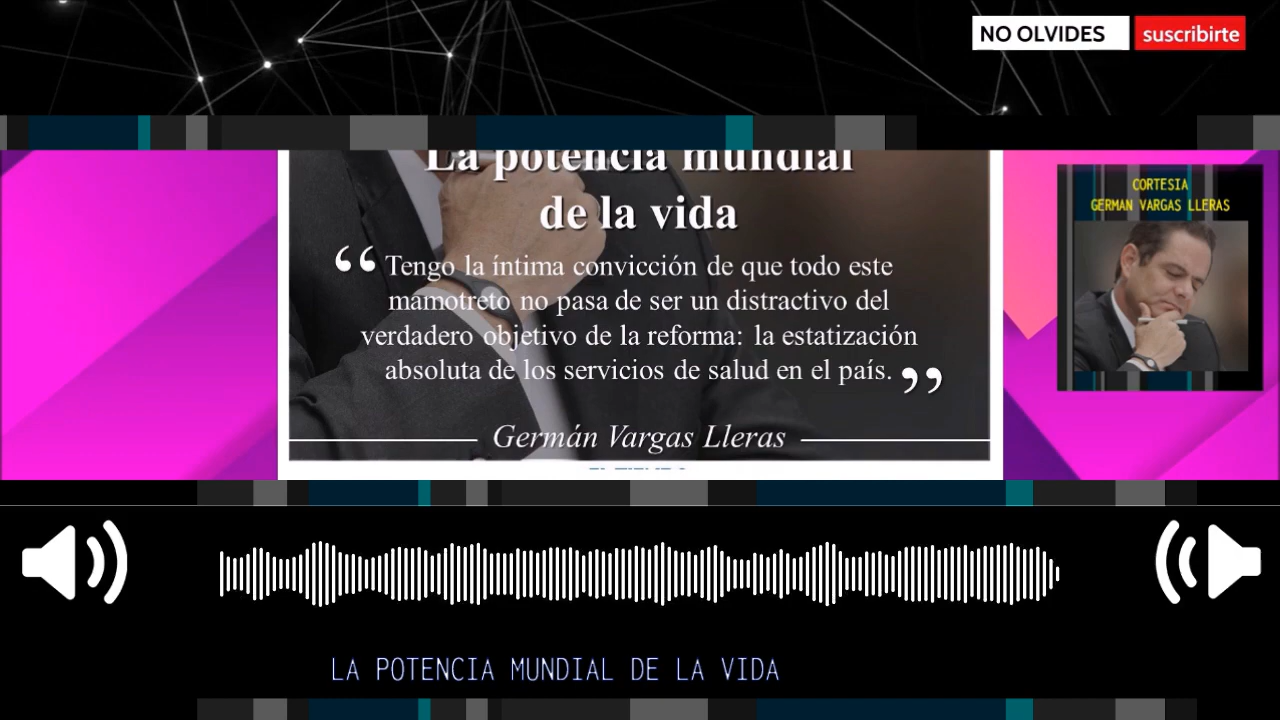 NO OLVIDES suscribirte
La potencia mundial
de la vida
“ Tengo la íntima convicción de que todo este
mamotreto no pasa de ser un distractivo del
verdadero objetivo de la reforma: la estatización
absoluta de los servicios de salud en el país. ”
Germán Vargas Lleras
CORTESIA
GERMAN VARGAS LLERAS
LA POTENCIA MUNDIAL DE LA VIDA